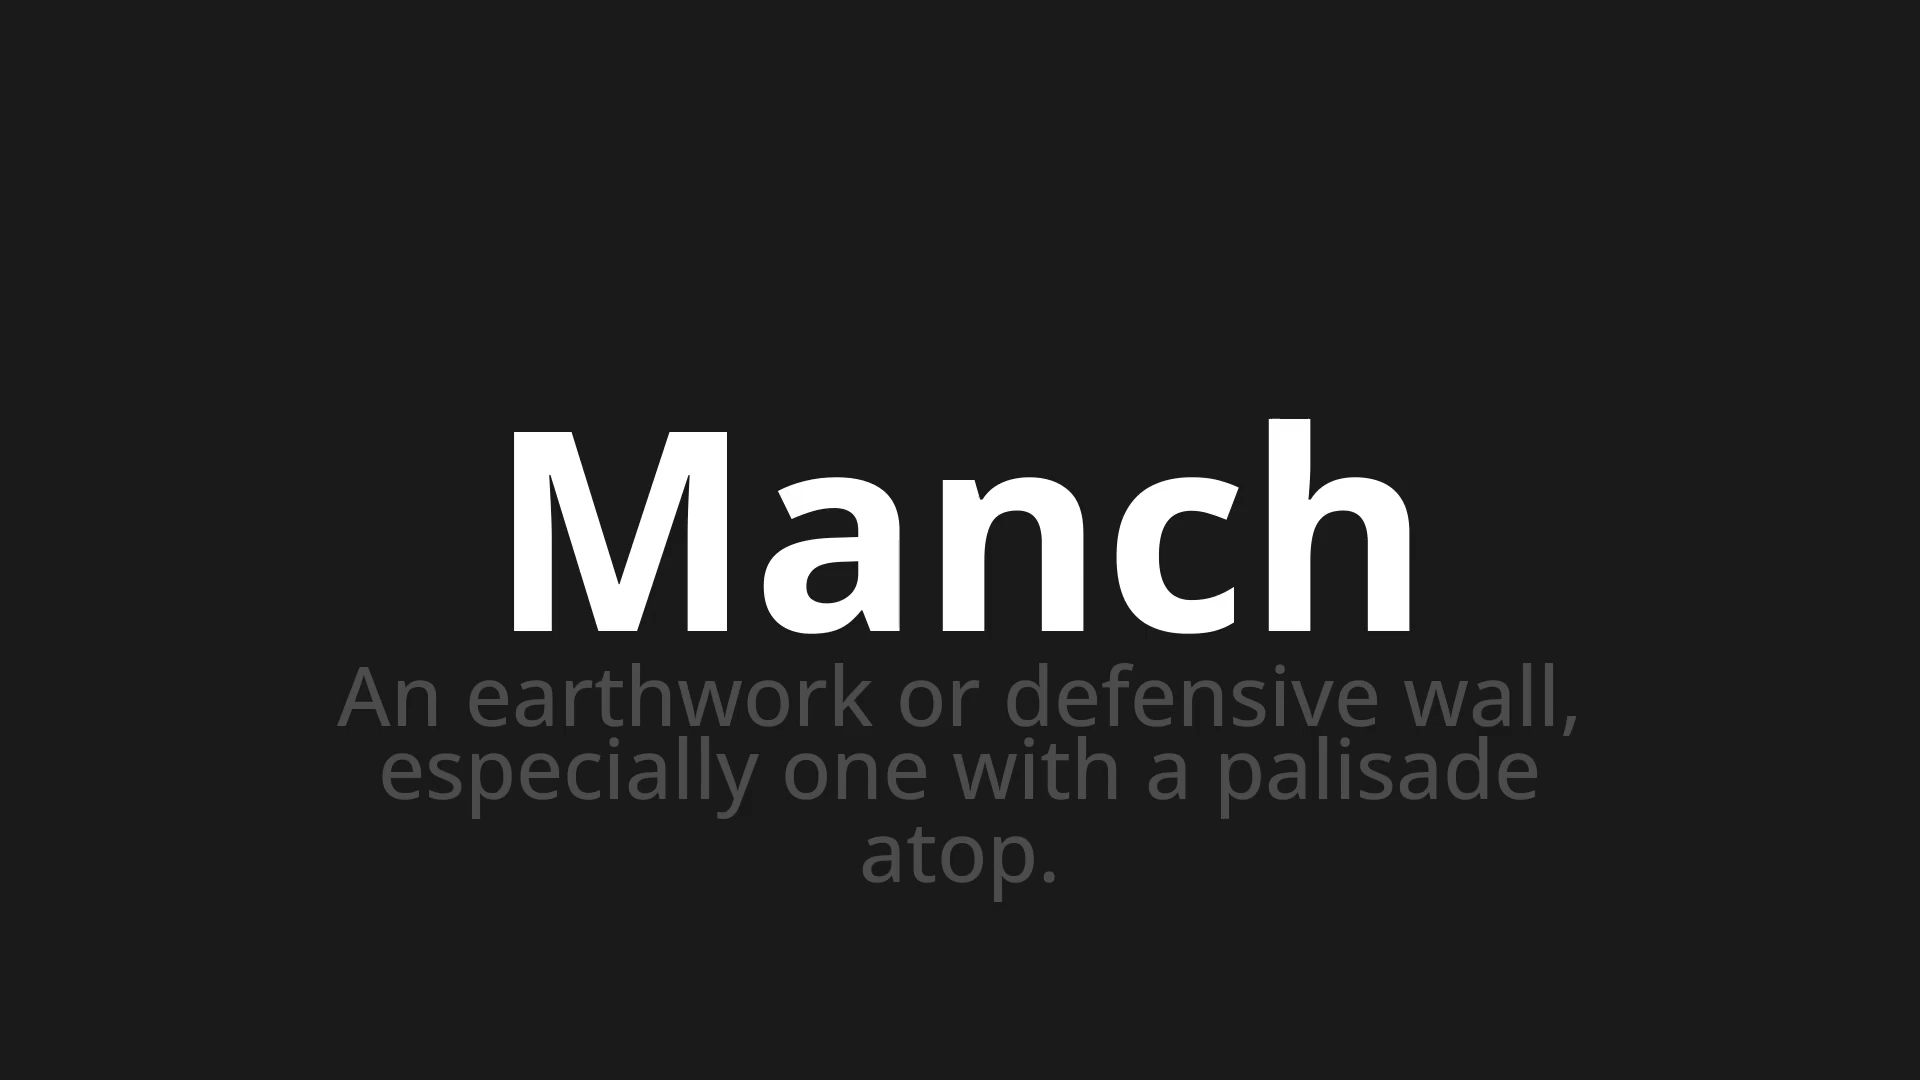 Manch
An earthwork or defensive wall,
especially one with a palisade
atop.